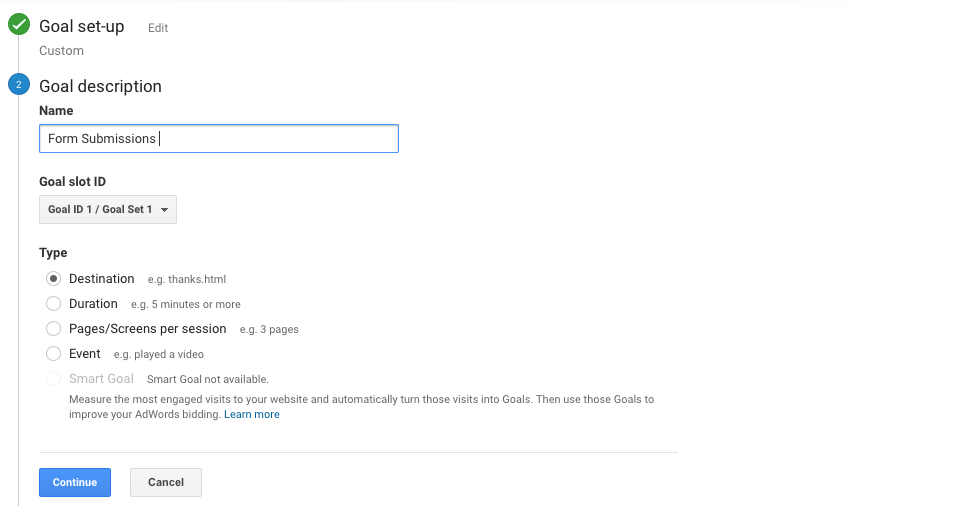 Goal set-up Edit
Custom
2 Goal description
Name
Form Submissions
Goal slot ID
Goal ID 1 / Goal Set 1
Type
Destination e.g. thanks.html
Duration e.g. 5 minutes or more
Pages/Screens per session e.g. 3 pages
Event e.g. played a video
Smart Goal Smart Goal not available.
Measure the most engaged visits to your website and automatically turn those visits into Goals. Then use those Goals to
improve your AdWords bidding. Learn more
Continue Cancel